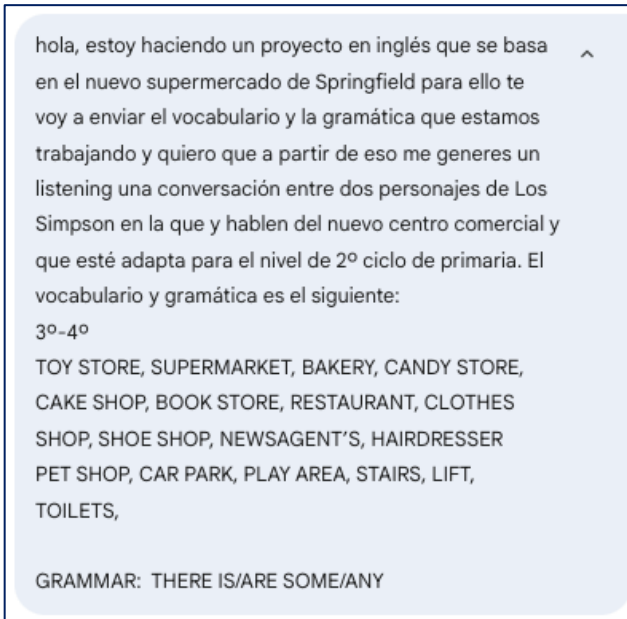 hola, estoy haciendo un proyecto en inglés que se basa
en el nuevo supermercado de Springfield para ello te
voy a enviar el vocabulario y la gramática que estamos
trabajando y quiero que a partir de eso me generes un
listening una conversación entre dos personajes de Los
Simpson en la que y hablen del nuevo centro comercial y
que esté adapta para el nivel de 2º ciclo de primaria. El
vocabulario y gramática es el siguiente:
3º-4º
TOY STORE, SUPERMARKET, BAKERY, CANDY STORE,
CAKE SHOP, BOOK STORE, RESTAURANT, CLOTHES
SHOP, SHOE SHOP, NEWSAGENT’S, HAIRDRESSER
PET SHOP, CAR PARK, PLAY AREA, STAIRS, LIFT,
TOILETS,
GRAMMAR: THERE IS/ARE SOME/ANY